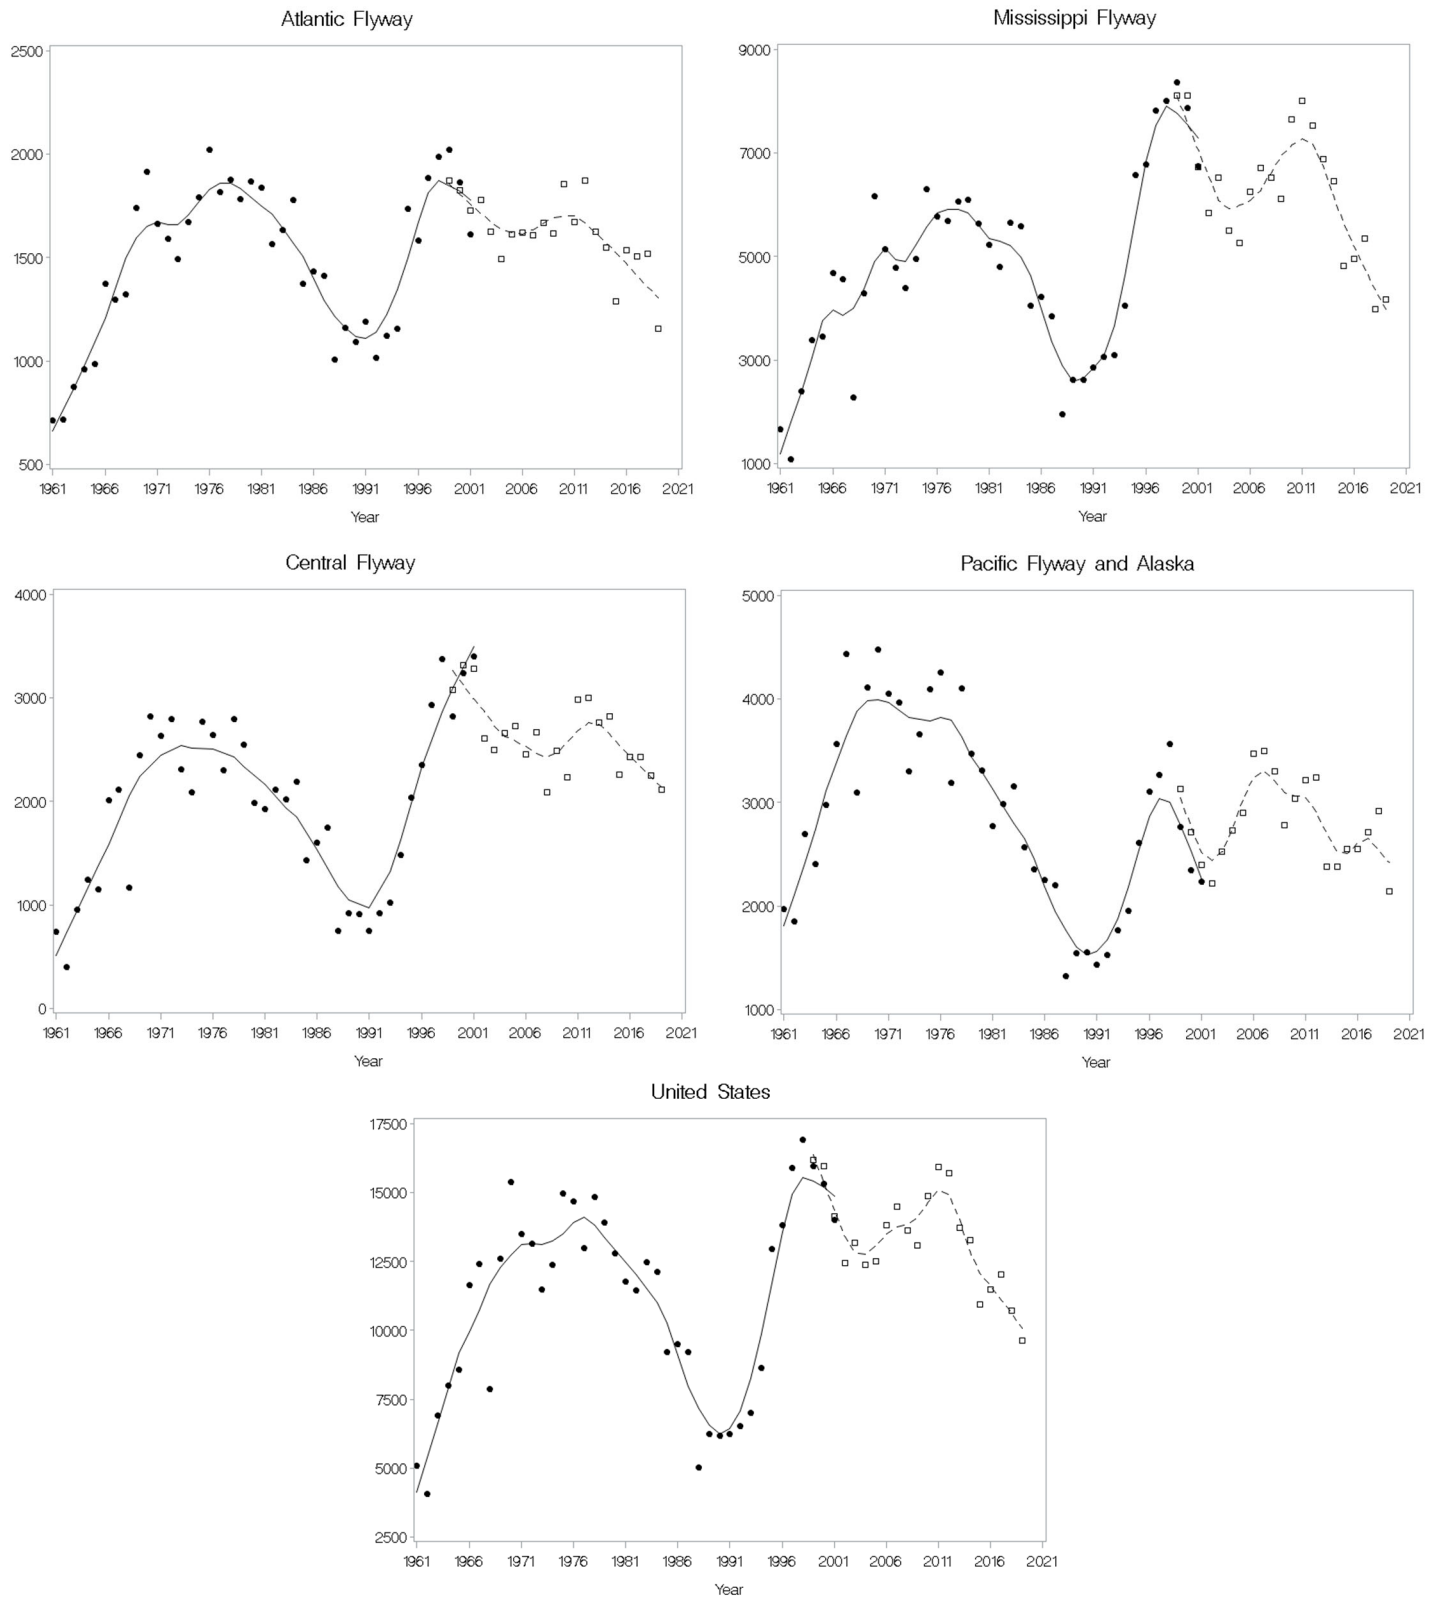 Atlantic Flyway
2500
2000
1500
1000
500
1961 1966 1971 1976 1981 1986 1991 1996 2001 2006 2011 2016 2021
Year
Mississippi Flyway
9000
7000
5000
3000
1000
1961 1966 1971 1976 1981 1986 1991 1996 2001 2006 2011 2016 2021
Year
Central Flyway
4000
3000
2000
1000
0
1961 1966 1971 1976 1981 1986 1991 1996 2001 2006 2011 2016 2021
Year
Pacific Flyway and Alaska
5000
4000
3000
2000
1000
1961 1966 1971 1976 1981 1986 1991 1996 2001 2006 2011 2016 2021
Year
United States
17500
15000
12500
10000
7500
5000
2500
1961 1966 1971 1976 1981 1986 1991 1996 2001 2006 2011 2016 2021
Year